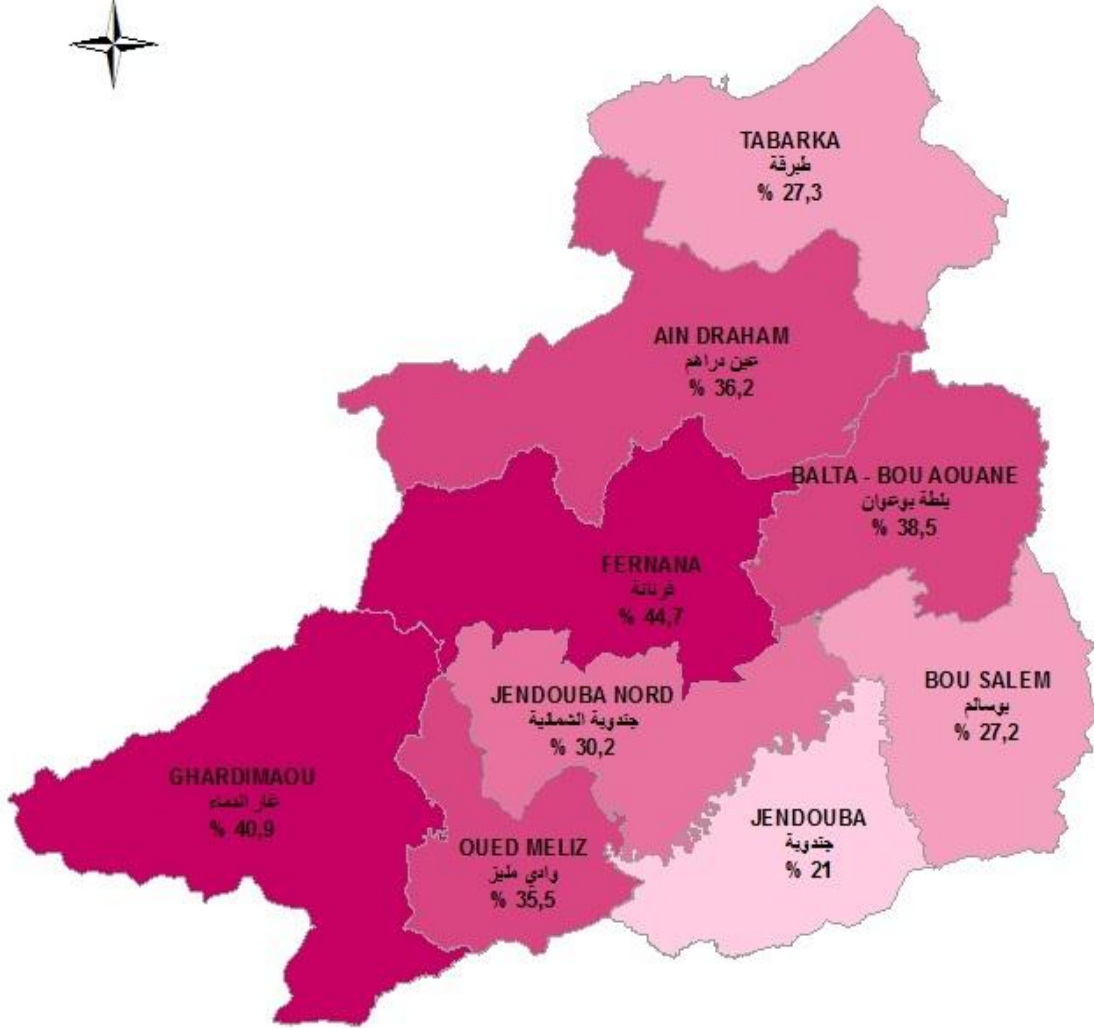 TABARKA
طبرقة
% 27,3
AIN DRAHAM
عين دراهم
% 36,2
BALTA - BOU AOUANE
بلطة بوعوان
% 38,5
FERNANA
فرنانة
% 44,7
BOU SALEM
بوسالم
% 27,2
JENDOUBA NORD
جندوبة الشمالية
% 30,2
GHARDIMAOU
غار الدماء
% 40,9
JENDOUBA
جندوبة
% 21
OUED MELIZ
وادي مليز
% 35,5